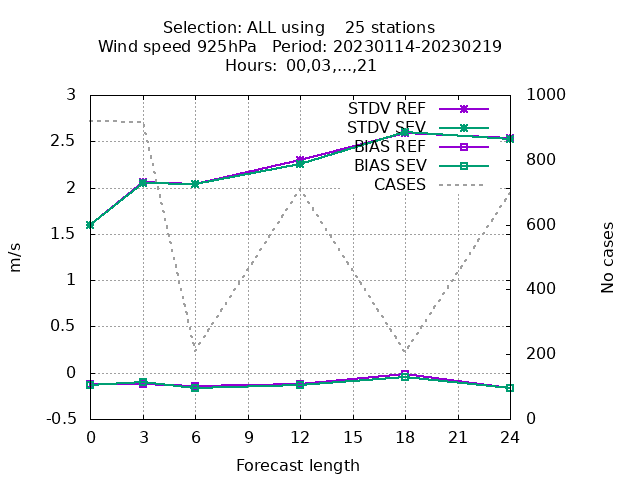 Selection: ALL using    25 stations
Wind speed 925hPa   Period: 20230114-20230219
Hours: 00,03,...,21
3
2.5
2
1.5
1
0.5
0
-0.5
1000
800
600
400
200
0
STDV REF
STDV SEV
BIAS REF
BIAS SEV
CASES
m/s
No cases
0 3 6 9 12 15 18 21 24
Forecast length